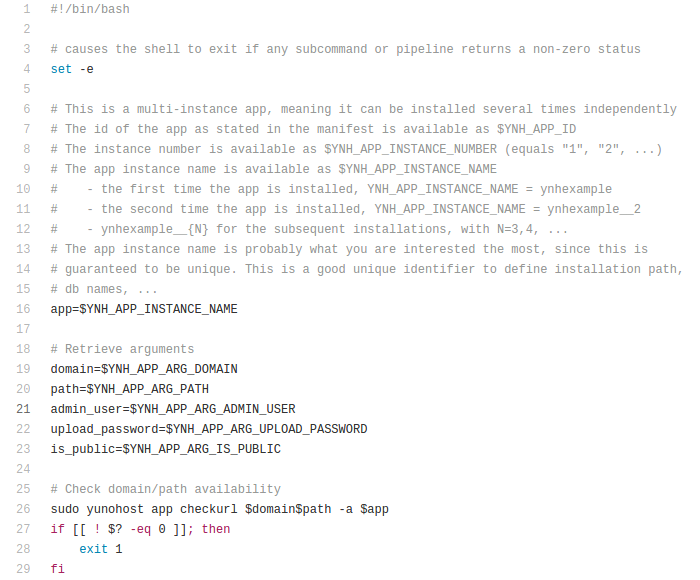 1 #!/bin/bash
2
3 # causes the shell to exit if any subcommand or pipeline returns a non-zero status
4 set -e
5
6 # This is a multi-instance app, meaning it can be installed several times independently
7 # The id of the app as stated in the manifest is available as $YNH_APP_ID
8 # The instance number is available as $YNH_APP_INSTANCE_NUMBER (equals "1", "2", ...)
9 # The app instance name is available as $YNH_APP_INSTANCE_NAME
10 #    - the first time the app is installed, YNH_APP_INSTANCE_NAME = ynhexample
11 #    - the second time the app is installed, YNH_APP_INSTANCE_NAME = ynhexample__2
12 #    - ynhexample__{N} for the subsequent installations, with N=3,4, ...
13 # The app instance name is probably what you are interested the most, since this is
14 # guaranteed to be unique. This is a good unique identifier to define installation path,
15 # db names, ...
16 app=$YNH_APP_INSTANCE_NAME
17
18 # Retrieve arguments
19 domain=$YNH_APP_ARG_DOMAIN
20 path=$YNH_APP_ARG_PATH
21 admin_user=$YNH_APP_ARG_ADMIN_USER
22 upload_password=$YNH_APP_ARG_UPLOAD_PASSWORD
23 is_public=$YNH_APP_ARG_IS_PUBLIC
24
25 # Check domain/path availability
26 sudo yunohost app checkurl $domain$path -a $app
27 if [[ ! $? -eq 0 ]]; then
28     exit 1
29 fi